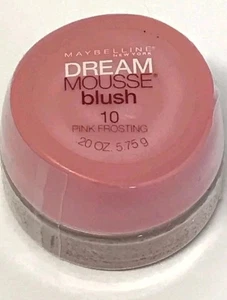 MAYBELLINE
NEW YORK
DREAM
MOUSSE®
blush
10
PINK FROSTING
.20 OZ. 5.75 g